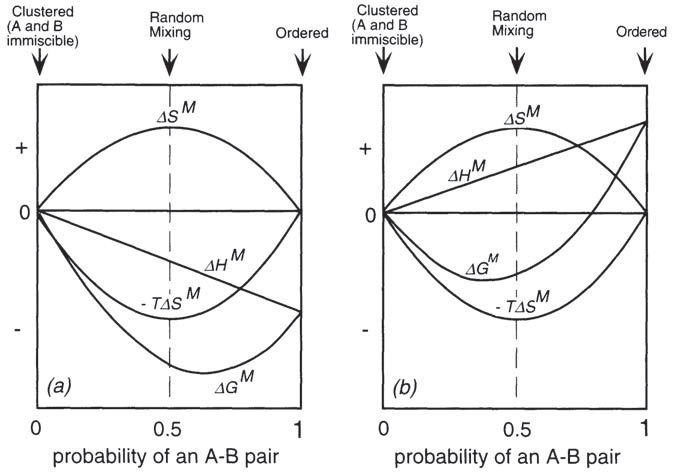 Clustered
(A and B
immiscible)
Random
Mixing
Ordered
+
0
-
ΔS^M
ΔH^M
- TΔS^M
ΔG^M
(a)
0
0.5
1
probability of an A-B pair
Clustered
(A and B
immiscible)
Random
Mixing
Ordered
+
0
-
ΔS^M
ΔH^M
ΔG^M
- TΔS^M
(b)
0
0.5
1
probability of an A-B pair